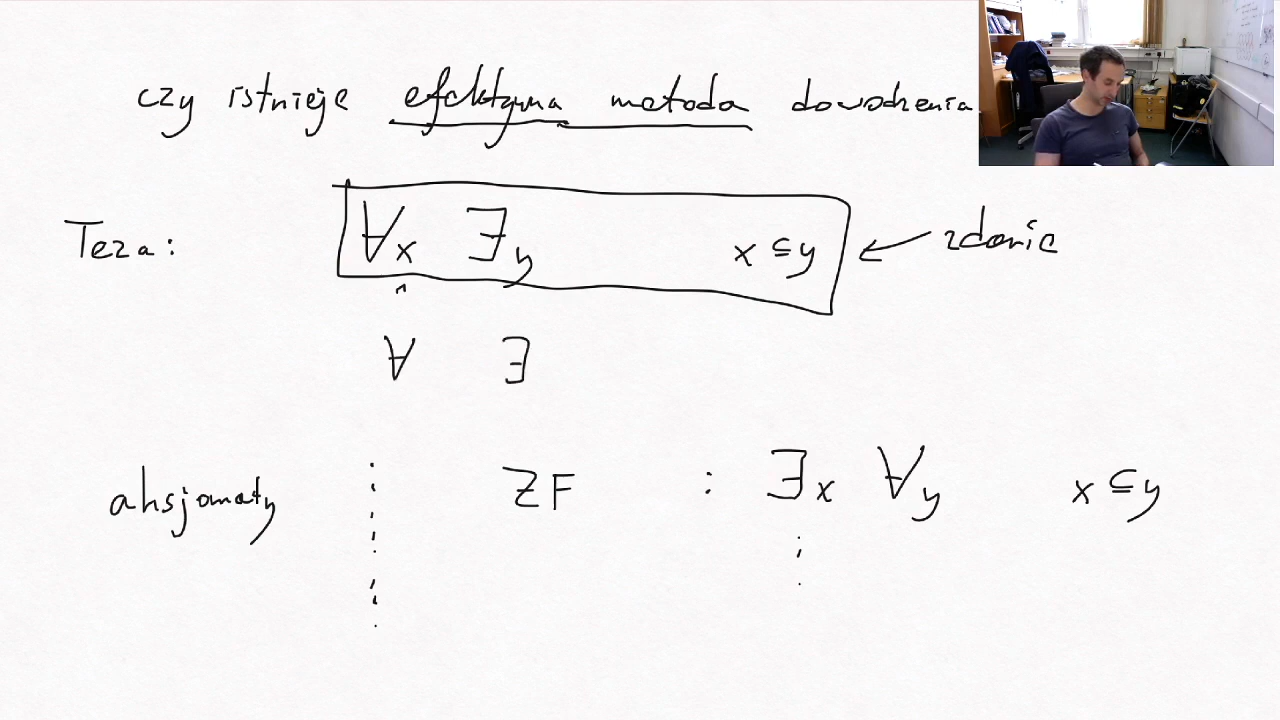 czy istnieje efektywna metoda dowodzenia
Teza: ∀x ∃y x ⊆ y ← zdanie
∀ ∃
aksjomaty ⋮ ZF : ∃x ∀y x ⊆ y